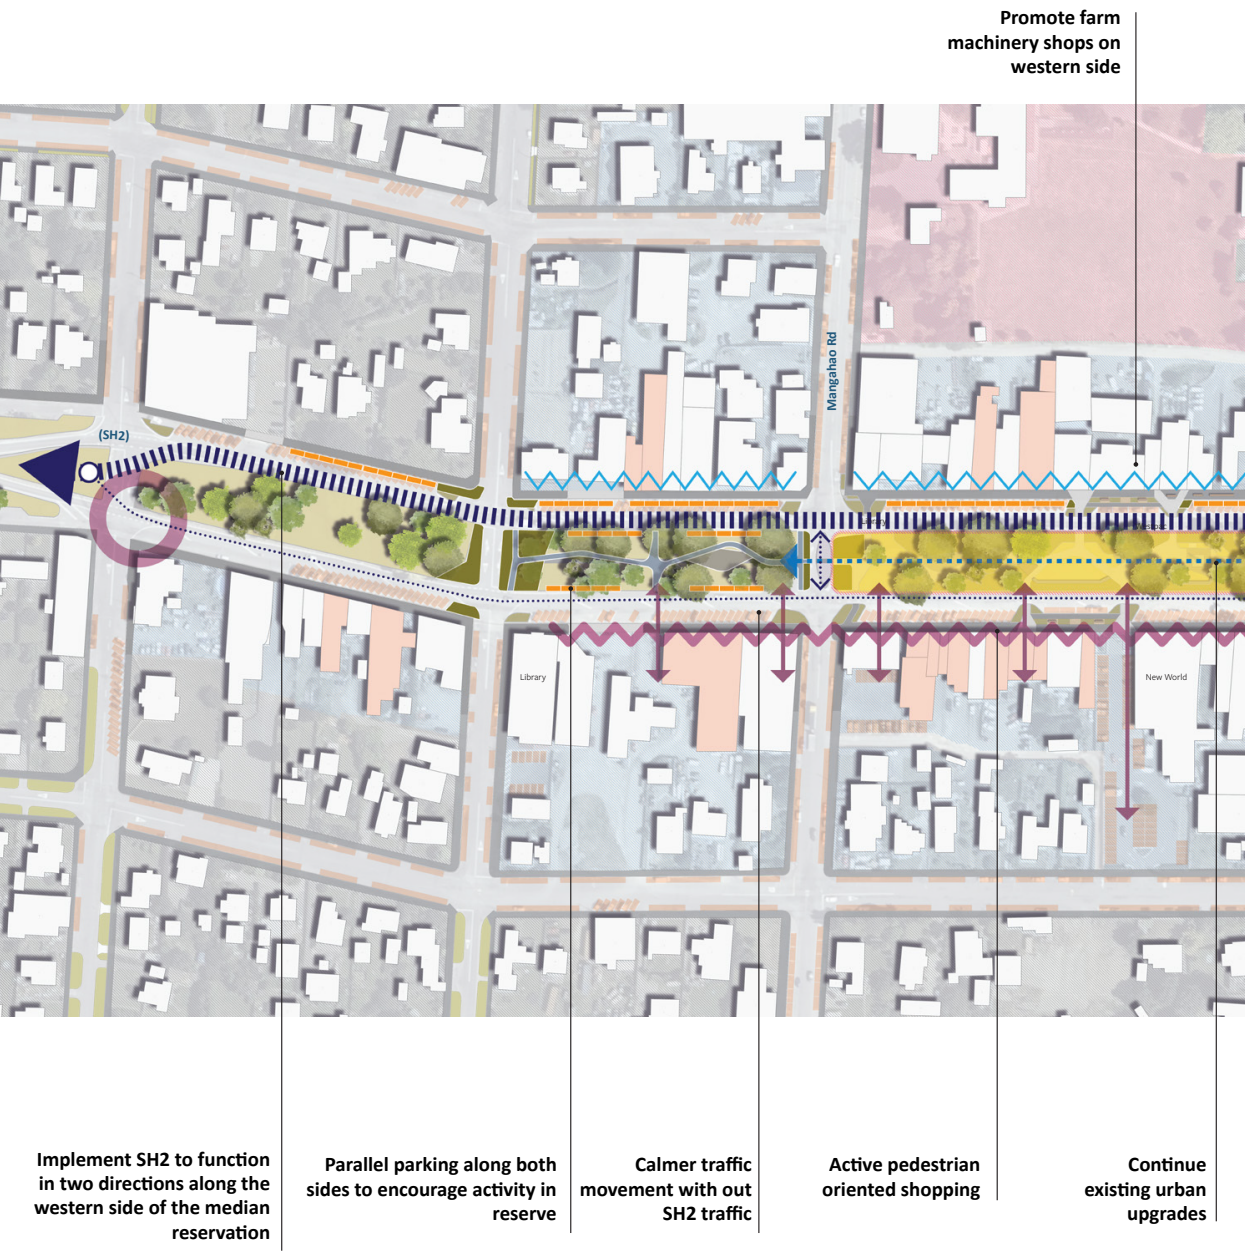 Promote farm
machinery shops on
western side
Mangahao Rd
(SH2)
Library
Westpac
Library
New World
Implement SH2 to function
in two directions along the
western side of the median
reservation
Parallel parking along both
sides to encourage activity in
reserve
Calmer traffic
movement with out
SH2 traffic
Active pedestrian
oriented shopping
Continue
existing urban
upgrades